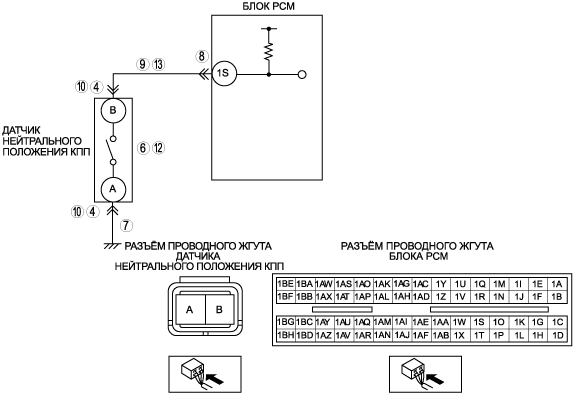 БЛОК PCM
9 13
8
1S
10 4
B
ДАТЧИК
НЕЙТРАЛЬНОГО
ПОЛОЖЕНИЯ КПП
6 12
A
10 4
7
РАЗЪЁМ ПРОВОДНОГО ЖГУТА
ДАТЧИКА
НЕЙТРАЛЬНОГО ПОЛОЖЕНИЯ КПП
A B
РАЗЪЁМ ПРОВОДНОГО ЖГУТА
БЛОКА PCM
1BE 1BA 1AW 1AS 1AO 1AK 1AG 1AC 1Y 1U 1Q 1M 1I 1E 1A
1BF 1BB 1AX 1AT 1AP 1AL 1AH 1AD 1Z 1V 1R 1N 1J 1F 1B
1BG 1BC 1AY 1AU 1AQ 1AM 1AI 1AE 1AA 1W 1S 1O 1K 1G 1C
1BH 1BD 1AZ 1AV 1AR 1AN 1AJ 1AF 1AB 1X 1T 1P 1L 1H 1D